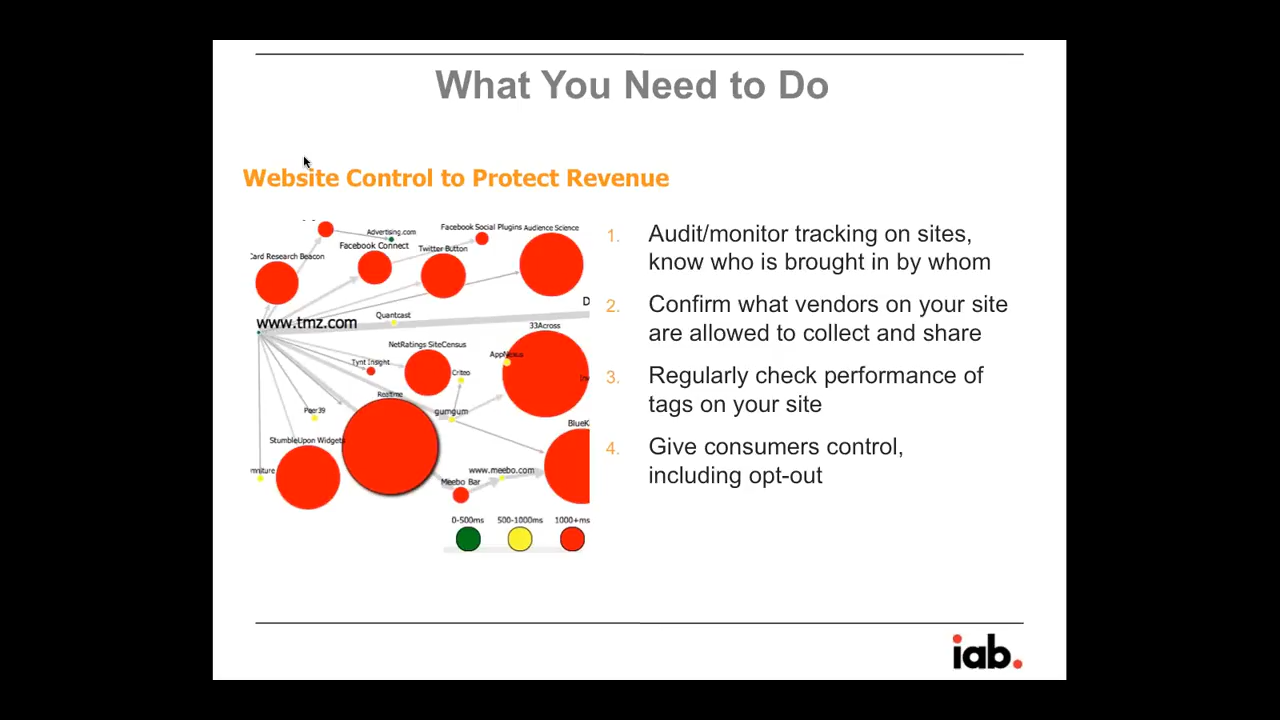 What You Need to Do
Website Control to Protect Revenue
Advertising.com
Facebook Social Plugins
Audience Science
Facebook Connect
Twitter Button
Card Research Beacon
www.tmz.com
Quantcast
33Across
NetRatings SiteCensus
AppNexus
Tynt Insight
Criteo
Realtime
Peer39
gumgum
StumbleUpon Widgets
www.meebo.com
Meebo Bar
0-500ms
500-1000ms
1000+ms
1. Audit/monitor tracking on sites,
know who is brought in by whom
2. Confirm what vendors on your site
are allowed to collect and share
3. Regularly check performance of
tags on your site
4. Give consumers control,
including opt-out
iab.